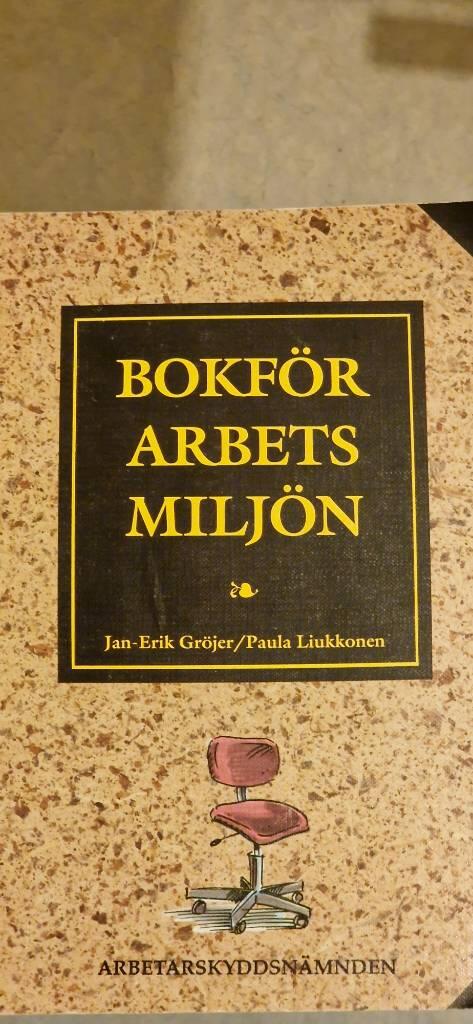 BOKFÖR
ARBETS
MILJÖN
Jan-Erik Gröjer/Paula Liukkonen
ARBETARSKYDDSNÄMNDEN